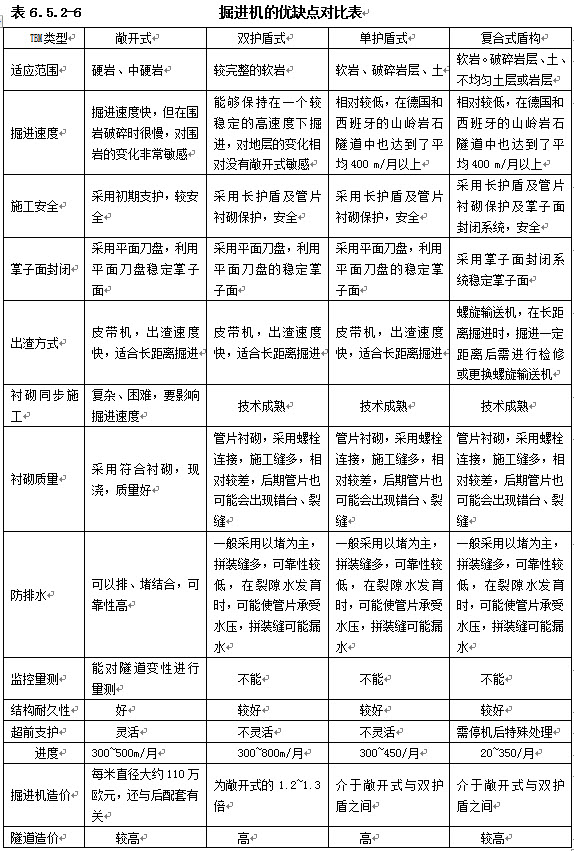 表 6.5.2-6 掘进机的优缺点对比表
TBM类型 敞开式 双护盾式 单护盾式 复合式盾构
适应范围 硬岩、中硬岩 较完整的软岩 软岩、破碎岩层、土 软岩。破碎岩层、土、
不均匀土层或岩层
掘进速度 掘进速度快，但在围
岩破碎时很慢，对围
岩的变化非常敏感
能够保持在一个较
稳定的高速度下掘
进，对地层的变化相
对没有敞开式敏感
相对较低，在德国和
西班牙的山岭岩石
隧道中也达到了平
均 400 m/月以上
相对较低，在德国和
西班牙的山岭岩石
隧道中也达到了平
均 400 m/月以上
施工安全 采用初期支护，较安
全
采用长护盾及管片
衬砌保护，安全
采用长护盾及管片
衬砌保护，安全
采用长护盾及管片
衬砌保护及掌子面
封闭系统，安全
掌子面封闭 采用平面刀盘，利用
平面刀盘稳定掌子
面
采用平面刀盘，利用
平面刀盘的稳定掌
子面
采用平面刀盘，利用
平面刀盘的稳定掌
子面
采用掌子面封闭系
统稳定掌子面
出渣方式 皮带机，出渣速度
快，适合长距离掘进
皮带机，出渣速度
快，适合长距离掘进
皮带机，出渣速度
快，适合长距离掘进
螺旋输送机，在长距
离掘进时，掘进一定
距离后需进行检修
或更换螺旋输送机
衬砌同步施
工
复杂、困难，要影响
掘进速度
技术成熟 技术成熟 技术成熟
衬砌质量 采用符合衬砌，现
浇，质量好
管片衬砌，采用螺栓
连接，施工缝多，相
对较差，后期管片也
可能会出现错台、裂
缝
管片衬砌，采用螺栓
连接，施工缝多，相
对较差，后期管片也
可能会出现错台、裂
缝
管片衬砌，采用螺栓
连接，施工缝多，相
对较差，后期管片也
可能会出现错台、裂
缝
防排水 可以排、堵结合，可
靠性高
一般采用以堵为主，
拼装缝多，可靠性较
低，在裂隙水发育
时，可能使管片承受
水压，拼装缝可能漏
水
一般采用以堵为主，
拼装缝多，可靠性较
低，在裂隙水发育
时，可能使管片承受
水压，拼装缝可能漏
水
一般采用以堵为主，
拼装缝多，可靠性较
低，在裂隙水发育
时，可能使管片承受
水压，拼装缝可能漏
水
监控量测 能对隧道变性进行
量测
不能 不能 不能
结构耐久性 好 较好 较好 较好
超前支护 灵活 不灵活 不灵活 需停机后特殊处理
进度 300~500m/月 300~800m/月 300~450/月 20~350/月
掘进机造价 每米直径大约 110 万
欧元，还与后配套有
关
为敞开式的 1.2~1.3
倍
介于敞开式与双护
盾之间
介于敞开式与双护
盾之间
隧道造价 较高 高 高 较高